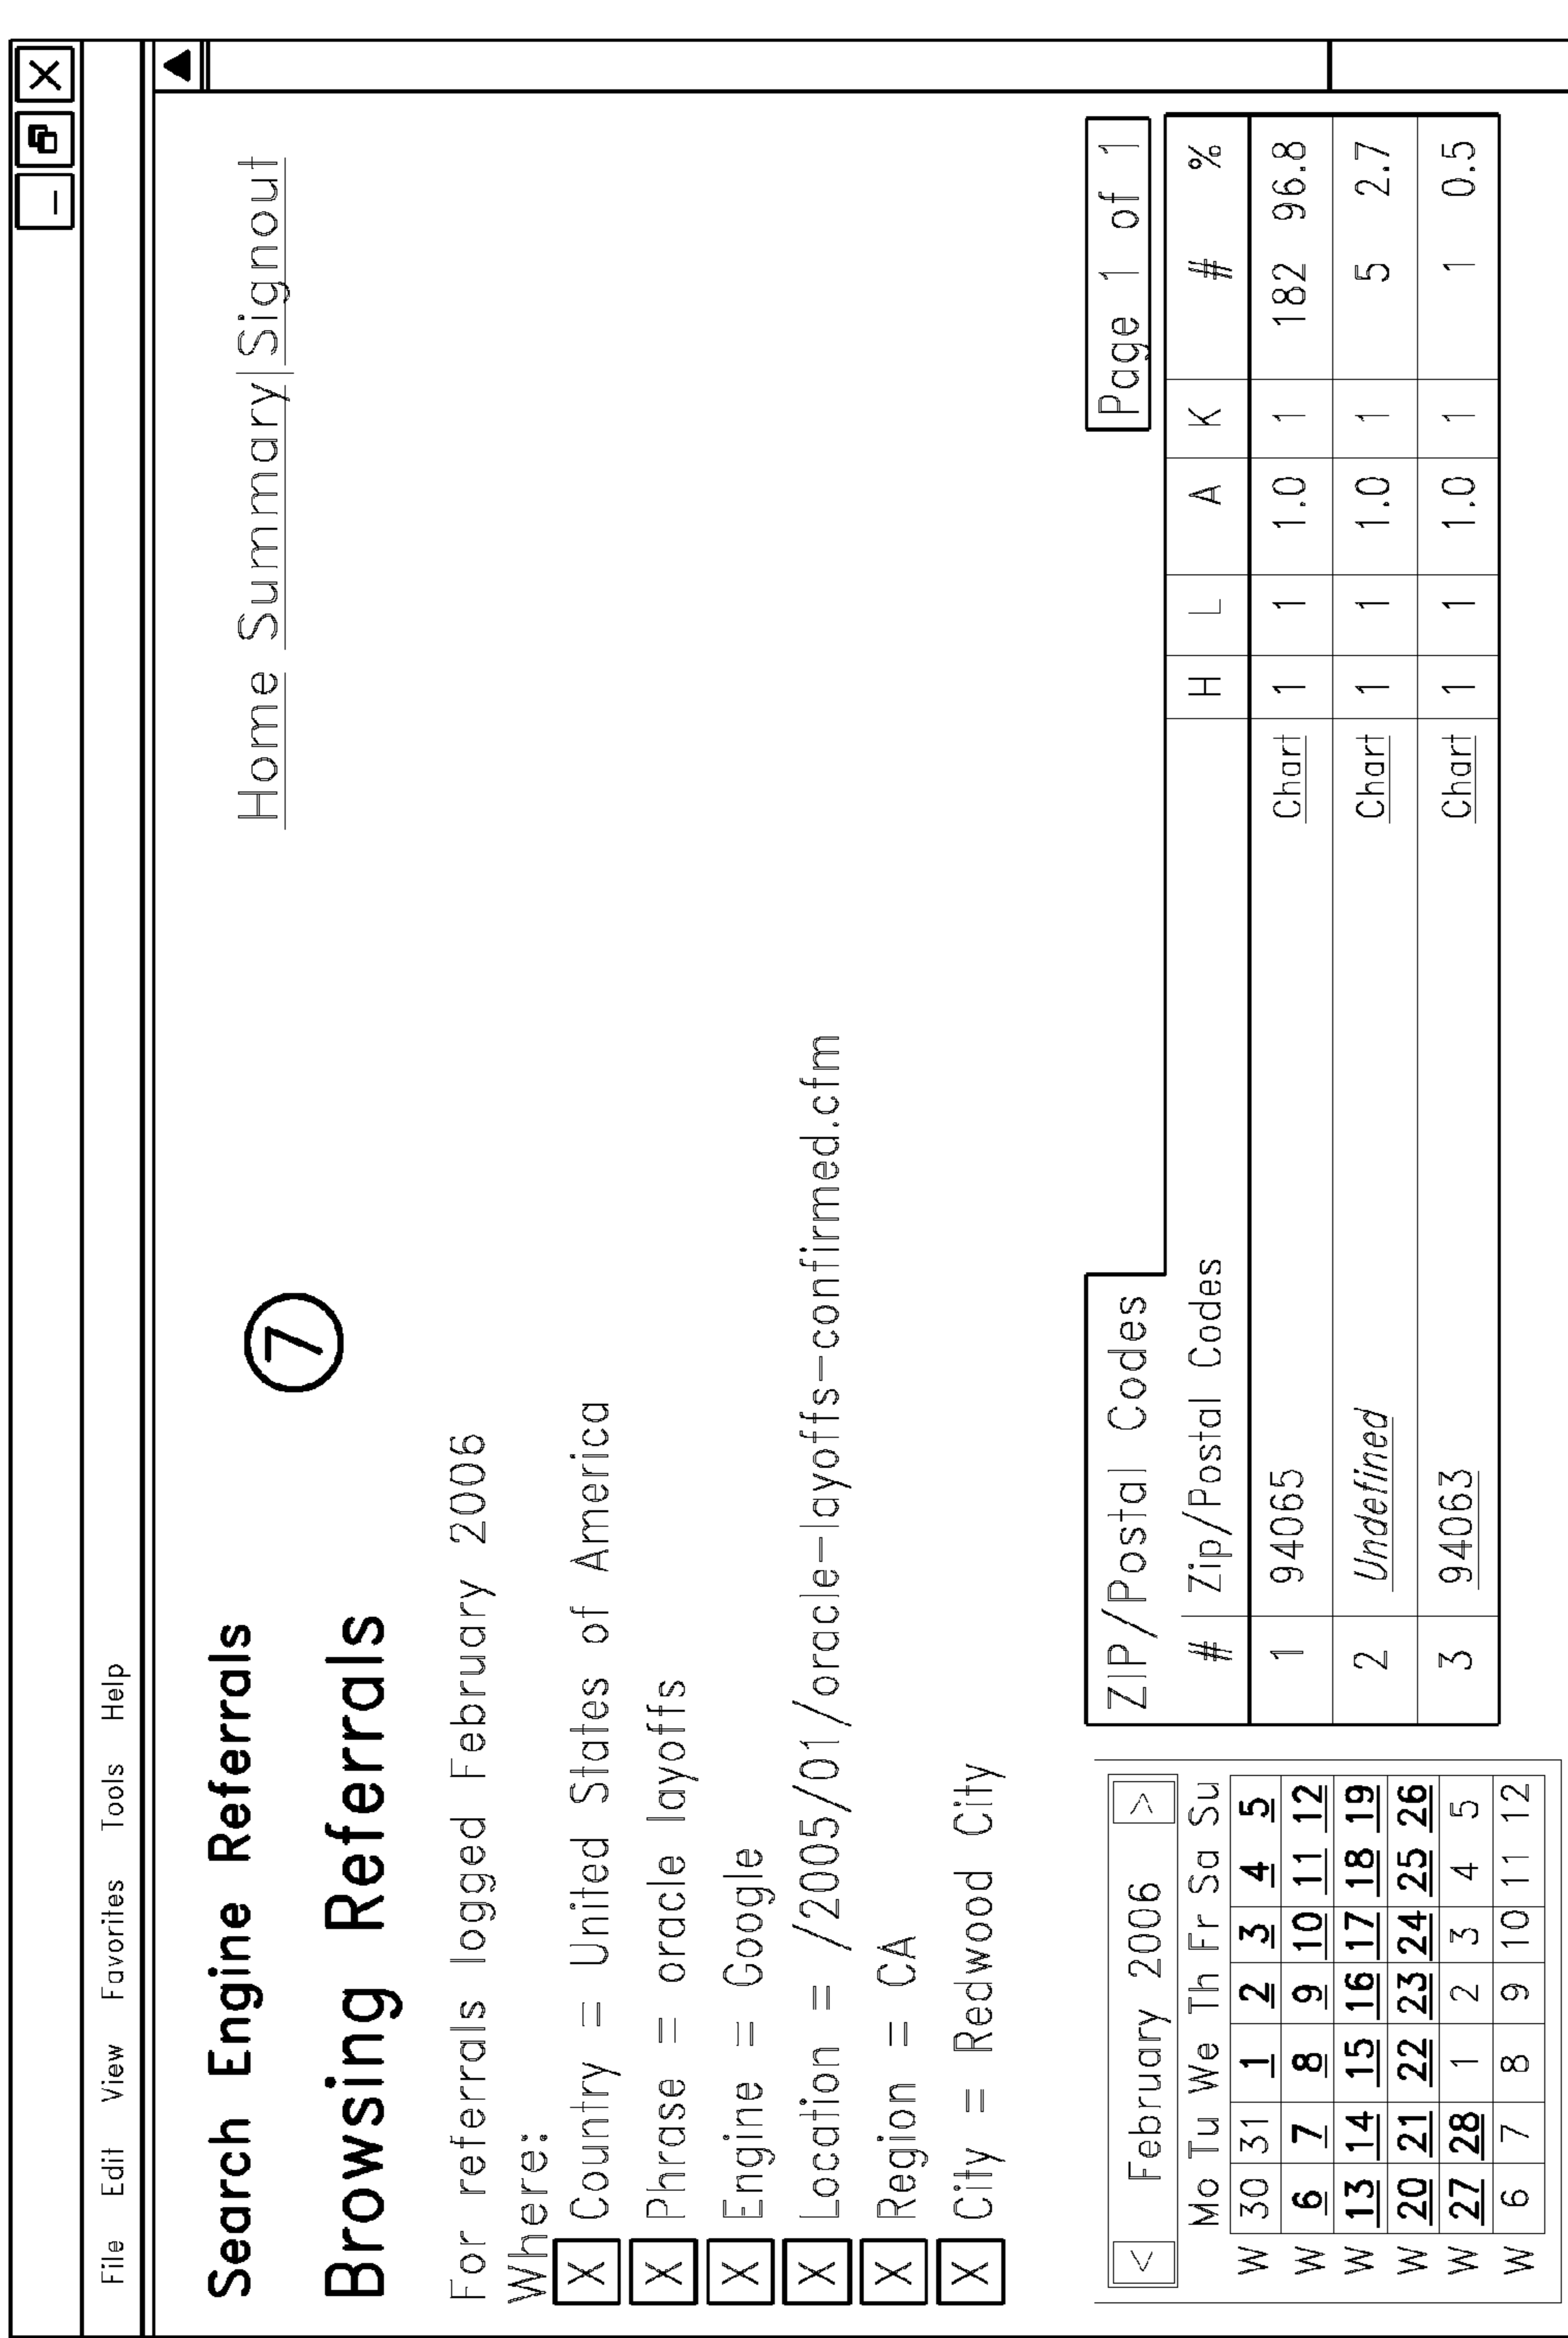 File Edit View Favorites Tools Help
Search Engine Referrals
Home Summary|Signout
7
Browsing Referrals
For referrals logged February 2006
Where:
X Country = United States of America
X Phrase = oracle layoffs
X Engine = Google
X Location = /2005/01/oracle-layoffs-confirmed.cfm
X Region = CA
X City = Redwood City
< February 2006 >
Mo Tu We Th Fr Sa Su
W 30 31 1 2 3 4 5
W 6 7 8 9 10 11 12
W 13 14 15 16 17 18 19
W 20 21 22 23 24 25 26
W 27 28 1 2 3 4 5
W 6 7 8 9 10 11 12
ZIP/Postal Codes Page 1 of 1
# Zip/Postal Codes H L A K # %
1 94065 Chart 1 1 1.0 1 182 96.8
2 Undefined Chart 1 1 1.0 1 5 2.7
3 94063 Chart 1 1 1.0 1 1 0.5